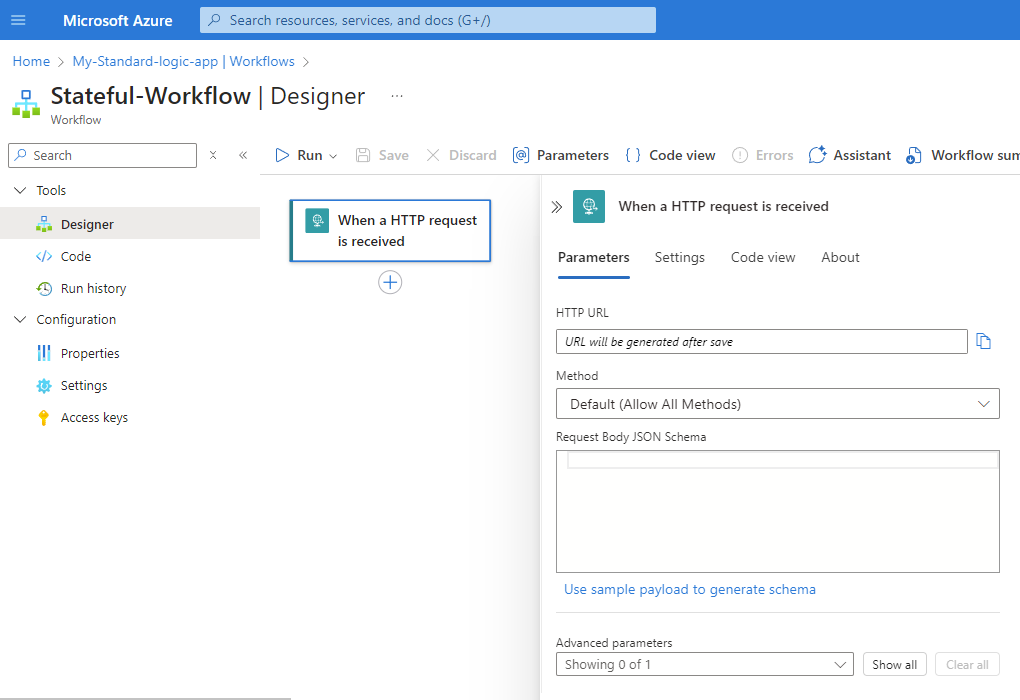 Microsoft Azure
Search resources, services, and docs (G+/)
Home > My-Standard-logic-app | Workflows >
Stateful-Workflow | Designer ...
Workflow
Search
Run
Save
Discard
Parameters
Code view
Errors
Assistant
Workflow sum
Tools
Designer
Code
Run history
Configuration
Properties
Settings
Access keys
When a HTTP request
is received
When a HTTP request is received
Parameters
Settings
Code view
About
HTTP URL
URL will be generated after save
Method
Default (Allow All Methods)
Request Body JSON Schema
Use sample payload to generate schema
Advanced parameters
Showing 0 of 1
Show all
Clear all